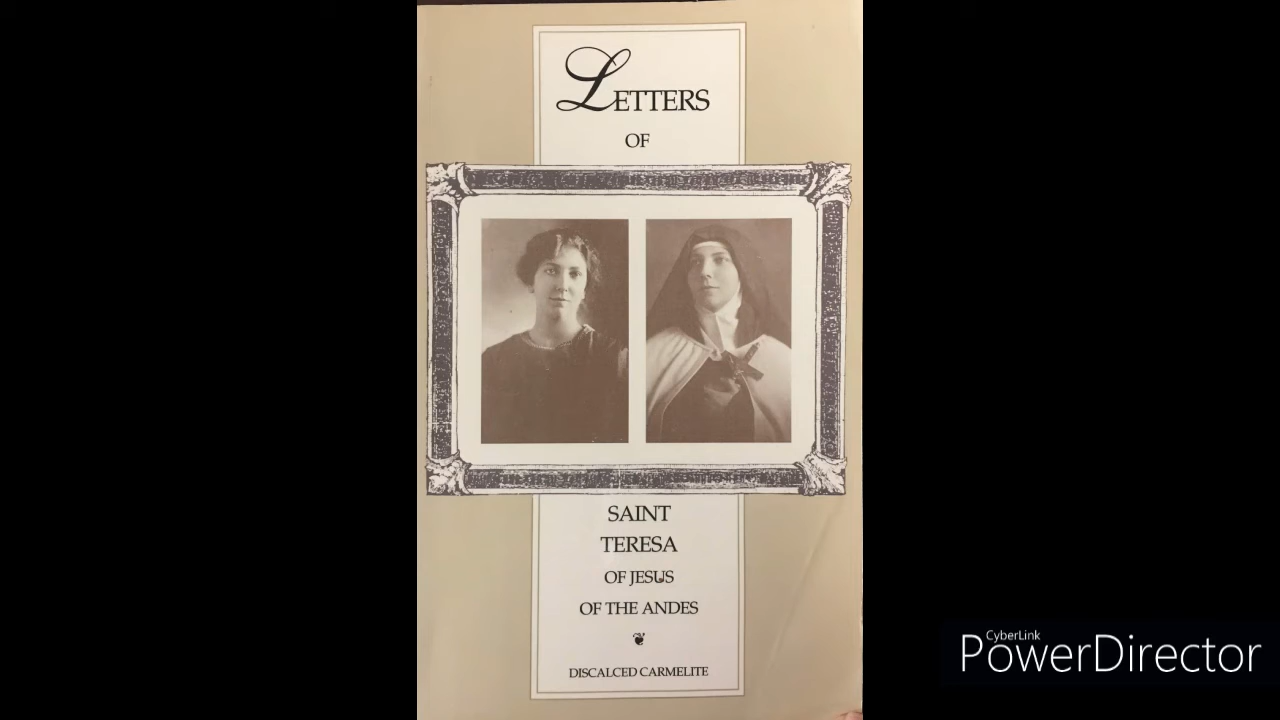 LETTERS
OF
SAINT
TERESA
OF JESUS
OF THE ANDES
DISCALCED CARMELITE
CyberLink
PowerDirector